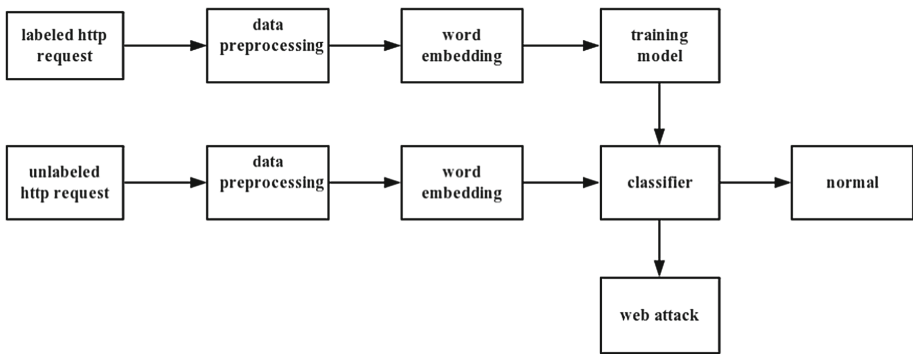 labeled http
request
data
preprocessing
word
embedding
training
model
unlabeled
http request
data
preprocessing
word
embedding
classifier
normal
web attack